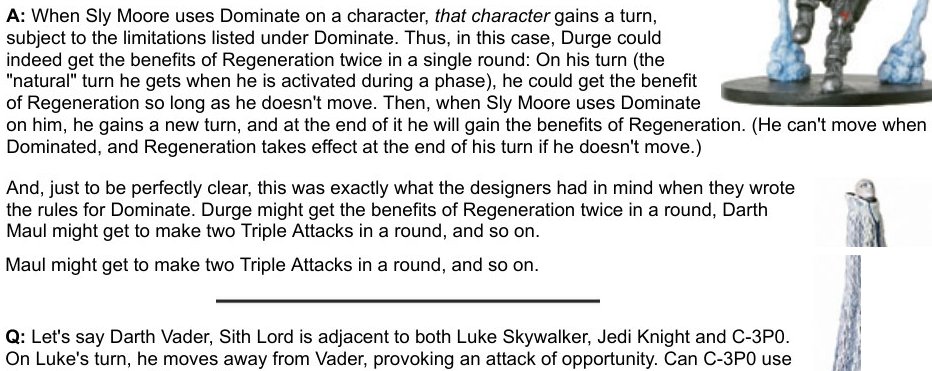 A: When Sly Moore uses Dominate on a character, that character gains a turn,
subject to the limitations listed under Dominate. Thus, in this case, Durge could
indeed get the benefits of Regeneration twice in a single round: On his turn (the
"natural" turn he gets when he is activated during a phase), he could get the benefit
of Regeneration so long as he doesn't move. Then, when Sly Moore uses Dominate
on him, he gains a new turn, and at the end of it he will gain the benefits of Regeneration. (He can't move when
Dominated, and Regeneration takes effect at the end of his turn if he doesn't move.)
And, just to be perfectly clear, this was exactly what the designers had in mind when they wrote
the rules for Dominate. Durge might get the benefits of Regeneration twice in a round, Darth
Maul might get to make two Triple Attacks in a round, and so on.
Maul might get to make two Triple Attacks in a round, and so on.
Q: Let's say Darth Vader, Sith Lord is adjacent to both Luke Skywalker, Jedi Knight and C-3P0.
On Luke's turn, he moves away from Vader, provoking an attack of opportunity. Can C-3P0 use